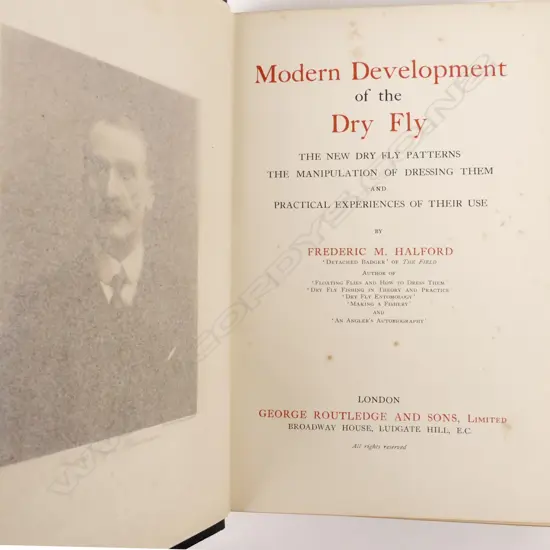 Modern Development
of the
Dry Fly
THE NEW DRY FLY PATTERNS
THE MANIPULATION OF DRESSING THEM
AND
PRACTICAL EXPERIENCES OF THEIR USE
BY
FREDERIC M. HALFORD
'DETACHED BADGER' OF THE FIELD
AUTHOR OF
'FLOATING FLIES AND HOW TO DRESS THEM
'DRY FLY FISHING IN THEORY AND PRACTICE'
'DRY FLY ENTOMOLOGY'
'MAKING A FISHERY'
AND
'AN ANGLER'S AUTOBIOGRAPHY'
LONDON
GEORGE ROUTLEDGE AND SONS, LIMITED
BROADWAY HOUSE, LUDGATE HILL, E.C.
All rights reserved